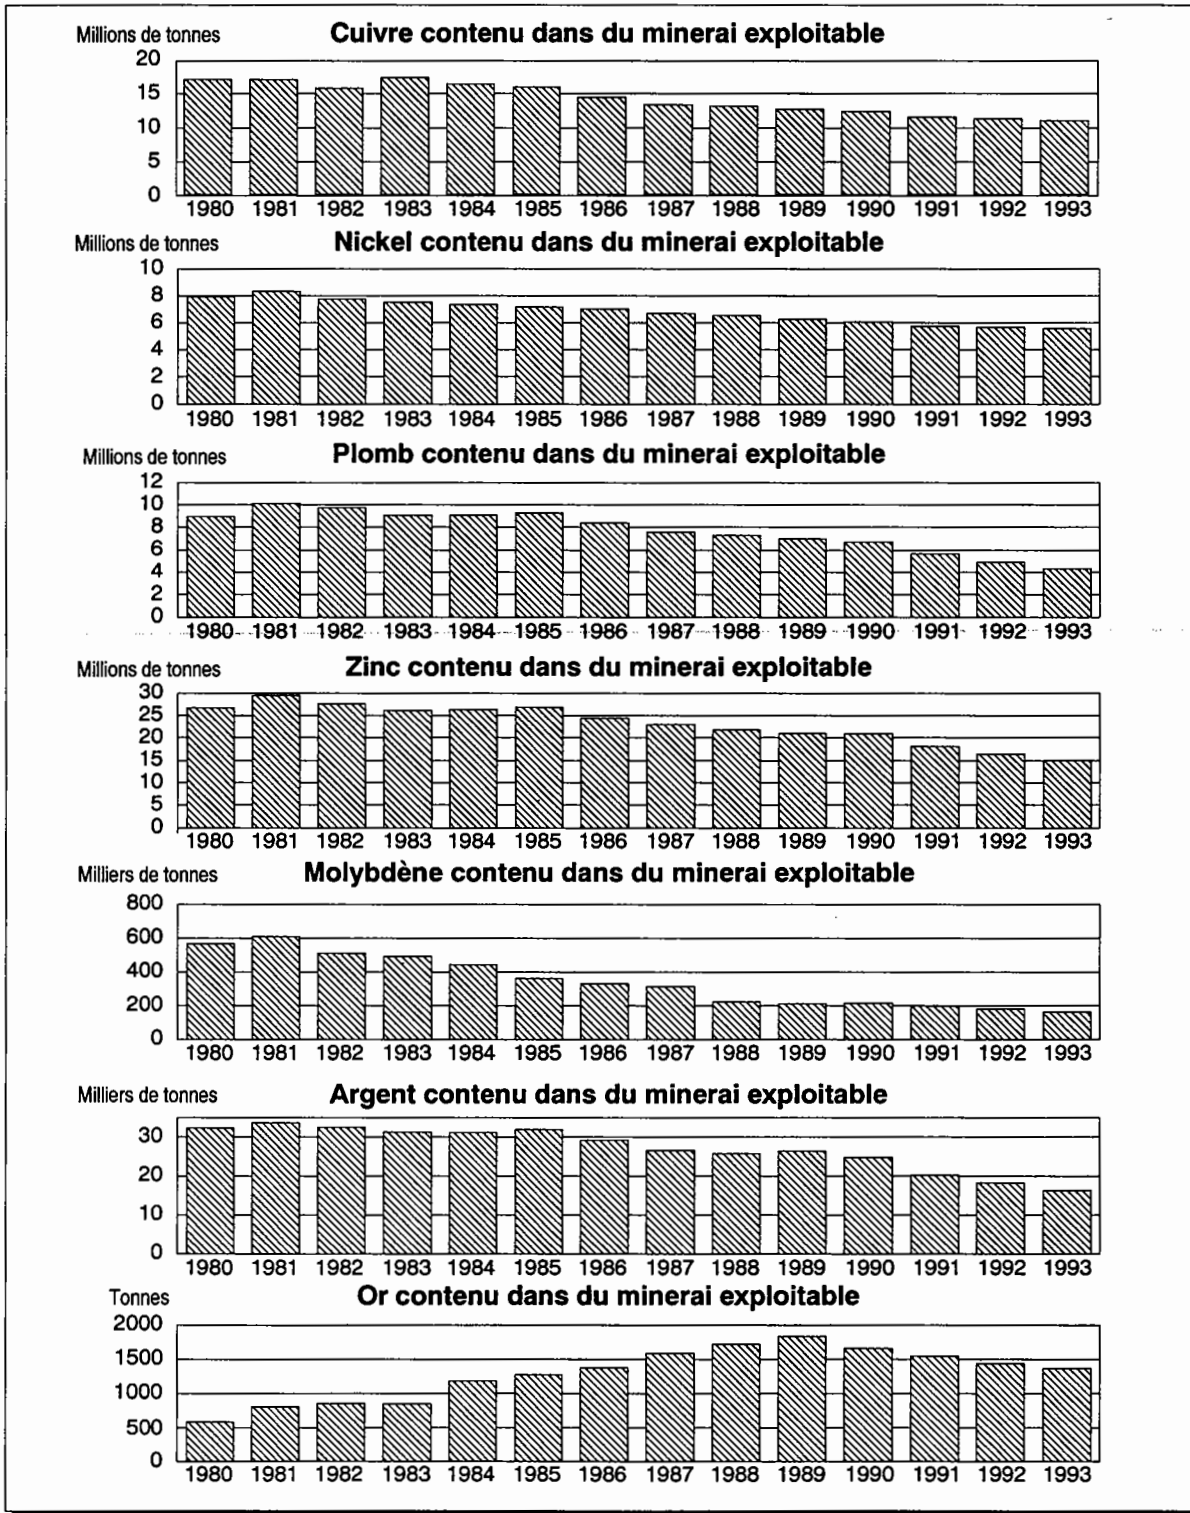 Millions de tonnes Cuivre contenu dans du minerai exploitable
20
15
10
5
0
1980 1981 1982 1983 1984 1985 1986 1987 1988 1989 1990 1991 1992 1993
Millions de tonnes Nickel contenu dans du minerai exploitable
10
8
6
4
2
0
1980 1981 1982 1983 1984 1985 1986 1987 1988 1989 1990 1991 1992 1993
Millions de tonnes Plomb contenu dans du minerai exploitable
12
10
8
6
4
2
0
1980 1981 1982 1983 1984 1985 1986 1987 1988 1989 1990 1991 1992 1993
Millions de tonnes Zinc contenu dans du minerai exploitable
30
25
20
15
10
5
0
1980 1981 1982 1983 1984 1985 1986 1987 1988 1989 1990 1991 1992 1993
Milliers de tonnes Molybdène contenu dans du minerai exploitable
800
600
400
200
0
1980 1981 1982 1983 1984 1985 1986 1987 1988 1989 1990 1991 1992 1993
Milliers de tonnes Argent contenu dans du minerai exploitable
30
20
10
0
1980 1981 1982 1983 1984 1985 1986 1987 1988 1989 1990 1991 1992 1993
Tonnes Or contenu dans du minerai exploitable
2000
1500
1000
500
0
1980 1981 1982 1983 1984 1985 1986 1987 1988 1989 1990 1991 1992 1993